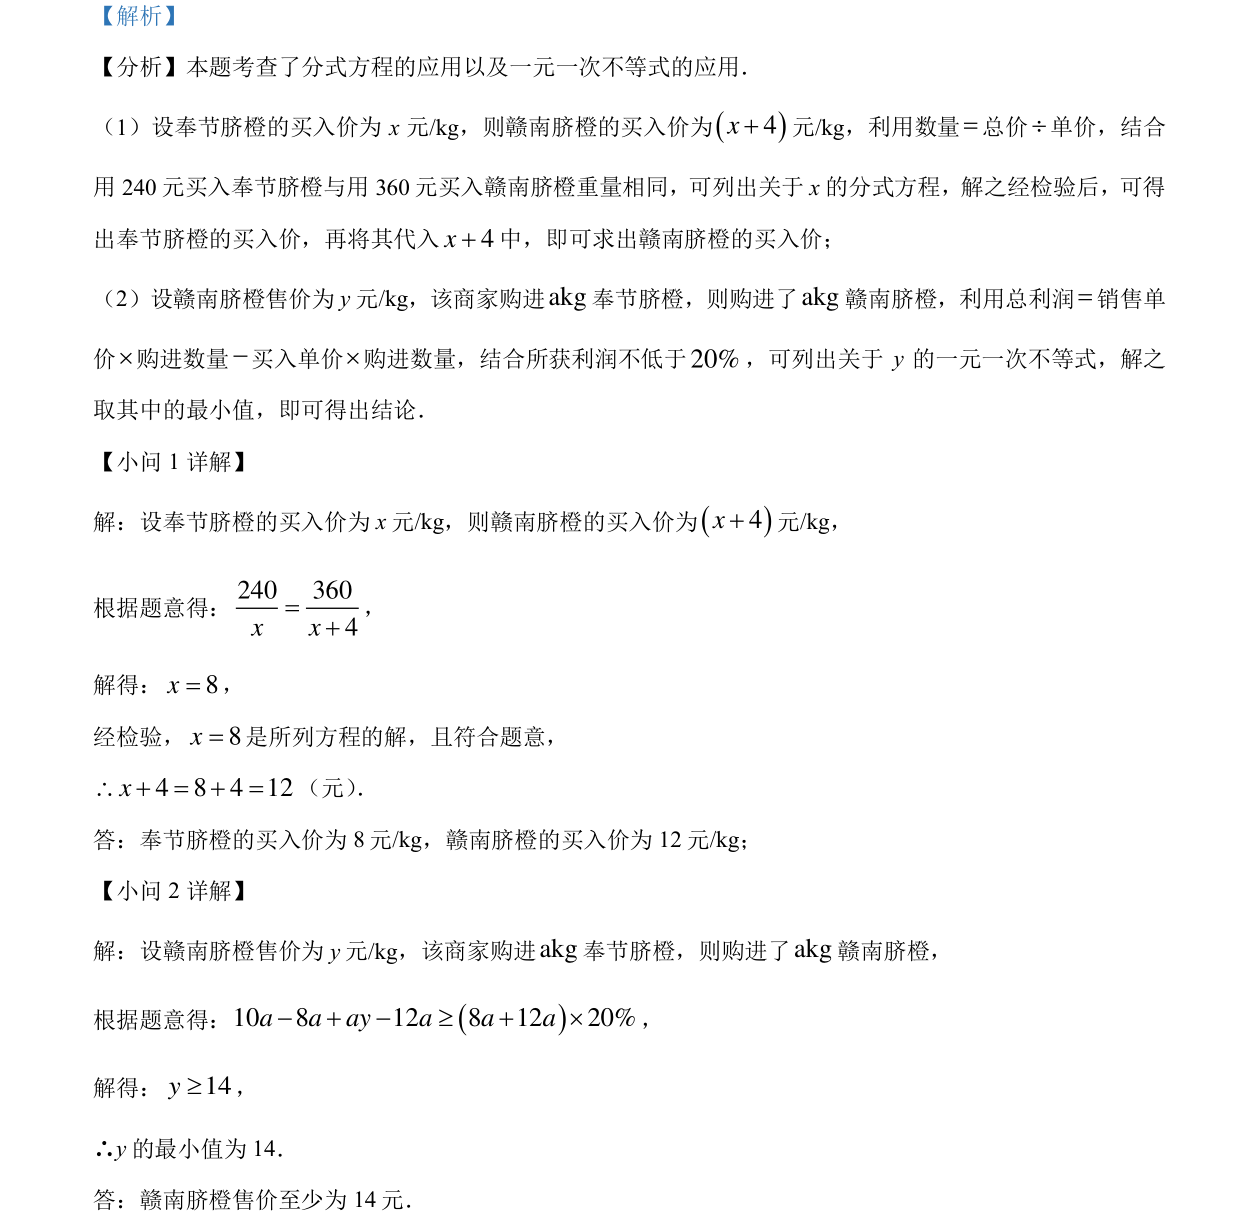 【解析】
【分析】本题考查了分式方程的应用以及一元一次不等式的应用．
（1）设奉节脐橙的买入价为 x 元/kg，则赣南脐橙的买入价为(x+4)元/kg，利用数量=总价÷单价，结合
用 240 元买入奉节脐橙与用 360 元买入赣南脐橙重量相同，可列出关于 x 的分式方程，解之经检验后，可得
出奉节脐橙的买入价，再将其代入 x+4 中，即可求出赣南脐橙的买入价；
（2）设赣南脐橙售价为 y 元/kg，该商家购进 akg 奉节脐橙，则购进了 akg 赣南脐橙，利用总利润=销售单
价×购进数量－买入单价×购进数量，结合所获利润不低于 20%，可列出关于 y 的一元一次不等式，解之
取其中的最小值，即可得出结论．
【小问 1 详解】
解：设奉节脐橙的买入价为 x 元/kg，则赣南脐橙的买入价为(x+4)元/kg，
根据题意得：240/x = 360/(x+4)，
解得：x=8，
经检验，x=8是所列方程的解，且符合题意，
∴x+4=8+4=12（元）．
答：奉节脐橙的买入价为 8 元/kg，赣南脐橙的买入价为 12 元/kg；
【小问 2 详解】
解：设赣南脐橙售价为 y 元/kg，该商家购进 akg 奉节脐橙，则购进了 akg 赣南脐橙，
根据题意得：10a−8a+ay−12a≥(8a+12a)×20%，
解得：y≥14，
∴y 的最小值为 14．
答：赣南脐橙售价至少为 14 元．